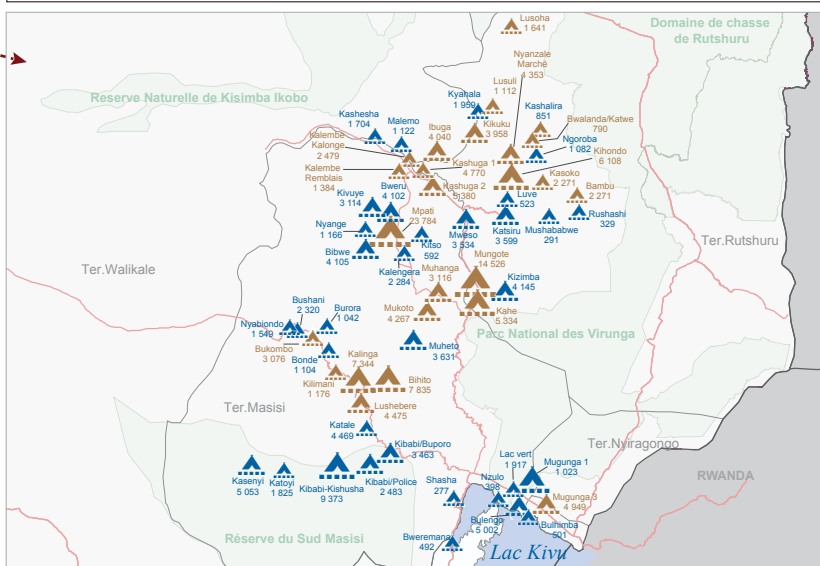 Lusoha
1 641
Domaine de chasse
de Rutshuru
Nyanzale
Marché
4 353
Lusuli
1 112
Reserve Naturelle de Kisimba Ikobo
Kyahala
1 959
Kashalira
851
Bwalanda/Katwe
790
Kashesha
1 704
Malemo
1 122
Ibuga
4 040
Kikuku
3 958
Ngoroba
1 082
Kihondo
6 108
Kalembe
Kalonge
2 479
Kashuga 1
4 770
Kalembe
Remblais
1 384
Kashuga 2
5 380
Kasoko
2 271
Bambu
2 271
Kivuye
3 114
Bweru
4 102
Luve
523
Rushashi
329
Mpati
23 784
Nyange
1 166
Kitso
592
Mweso
3 534
Katsiru
3 599
Mushababwe
291
Ter.Rutshuru
Bibwe
4 105
Kalengera
2 284
Ter.Walikale
Mungote
14 526
Muhanga
3 116
Kizimba
4 145
Bushani
2 320
Burora
1 042
Mukoto
4 267
Kahe
5 334
Nyabiondo
1 549
Parc National des Virunga
Bukombo
3 076
Bonde
1 104
Kalinga
7 344
Muheto
3 631
Kilimani
1 176
Bihito
7 835
Ter.Masisi
Lushebere
4 475
Katale
4 469
Kibabi/Buporo
3 463
Ter.Nyiragongo
Lac vert
1 917
Mugunga 1
1 023
Kasenyi
5 053
Katoyi
1 825
Kibabi-Kishusha
9 373
Kibabi/Police
2 483
Shasha
277
Nzulo
398
RWANDA
Mugunga 3
4 949
Bulengo
5 002
Bulhimba
501
Réserve du Sud Masisi
Bweremana
492
Lac Kivu